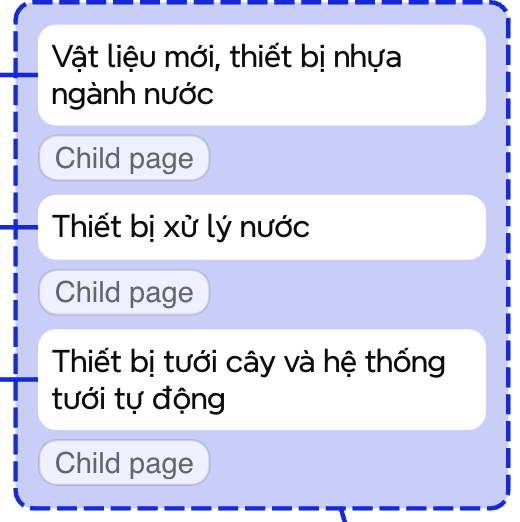 Vật liệu mới, thiết bị nhựa
ngành nước
Child page
Thiết bị xử lý nước
Child page
Thiết bị tưới cây và hệ thống
tưới tự động
Child page